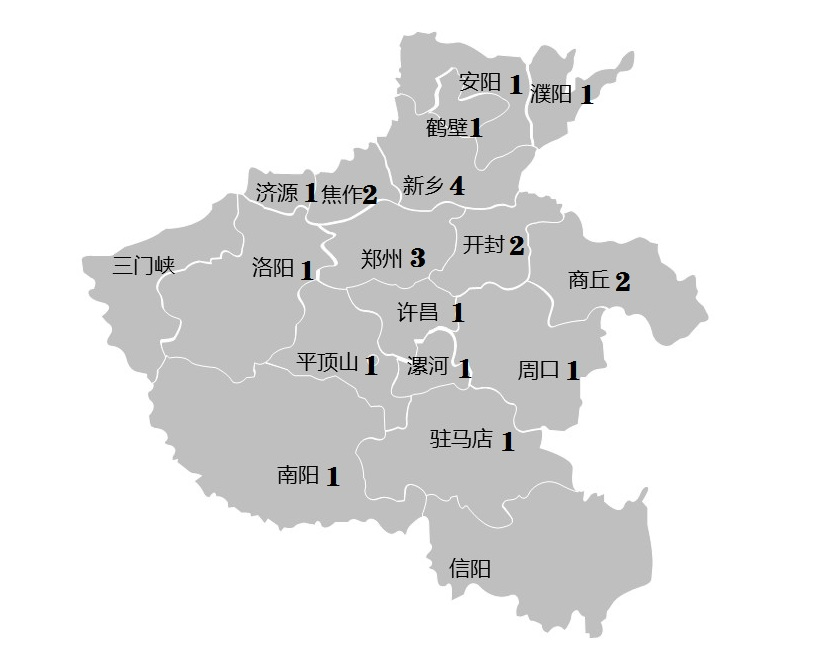 安阳 1
濮阳 1
鹤壁1
新乡 4
济源 1
焦作2
三门峡
洛阳 1
郑州 3
开封 2
商丘 2
许昌 1
平顶山 1
漯河 1
周口 1
驻马店 1
南阳 1
信阳